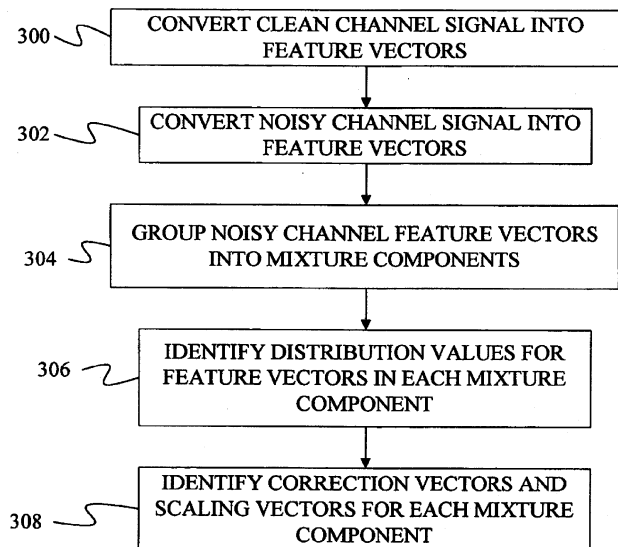 300
CONVERT CLEAN CHANNEL SIGNAL INTO
FEATURE VECTORS
302
CONVERT NOISY CHANNEL SIGNAL INTO
FEATURE VECTORS
304
GROUP NOISY CHANNEL FEATURE VECTORS
INTO MIXTURE COMPONENTS
306
IDENTIFY DISTRIBUTION VALUES FOR
FEATURE VECTORS IN EACH MIXTURE
COMPONENT
308
IDENTIFY CORRECTION VECTORS AND
SCALING VECTORS FOR EACH MIXTURE
COMPONENT